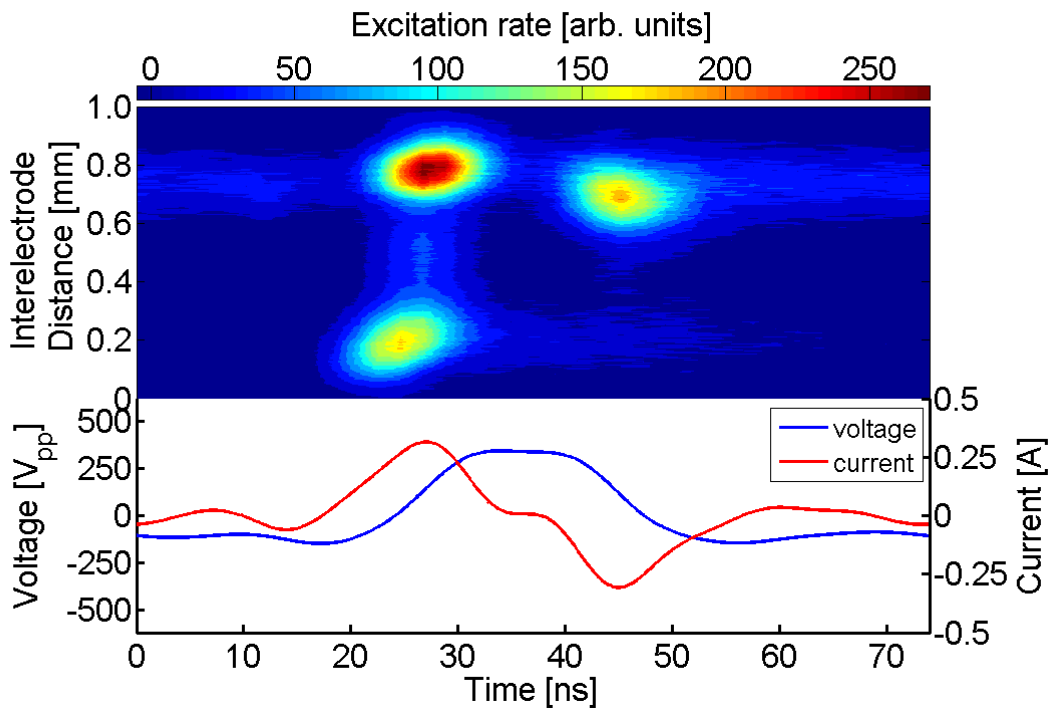 Excitation rate [arb. units]
0 50 100 150 200 250
Interelectrode
Distance [mm]
1.0
0.8
0.6
0.4
0.2
0
Voltage [Vpp]
500
250
0
-250
-500
voltage
current
0.5
0.25
0
-0.25
-0.5
Current [A]
0 10 20 30 40 50 60 70
Time [ns]